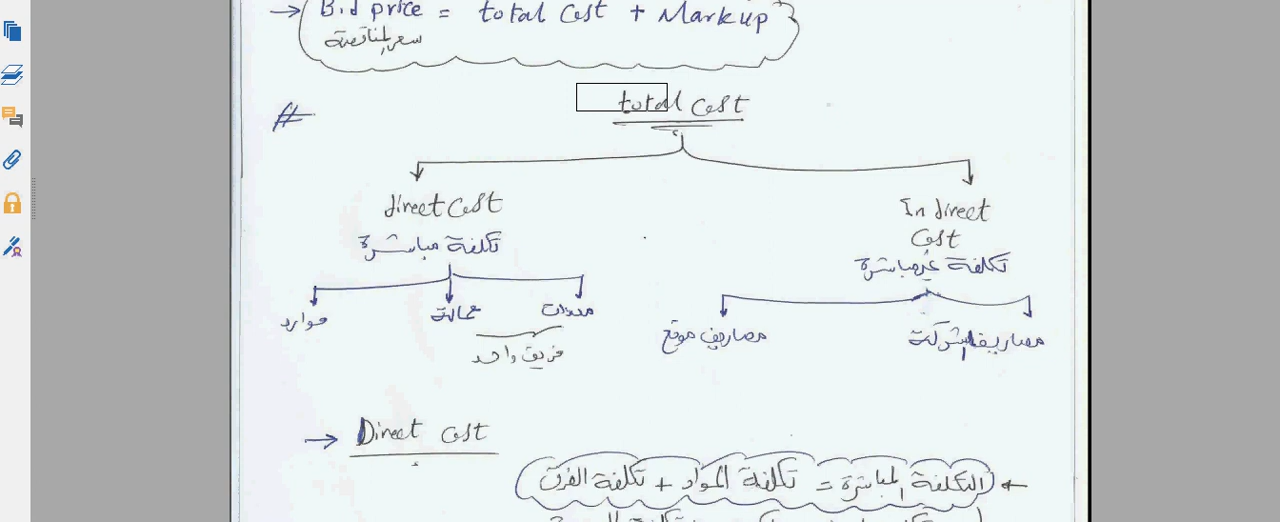 → Bid price = total Cost + Markup
سعر المناقصة
# total Cost
direct Cost
In direct
Cost
تكلفة مباشرة
تكلفة غير مباشرة
معدات
عمالة
موارد
مصاريف الشركة
مصاريف موقع
فريق واحد
→ Direct Cost
← التكلفة المباشرة = تكلفة المواد + تكلفة الفرق